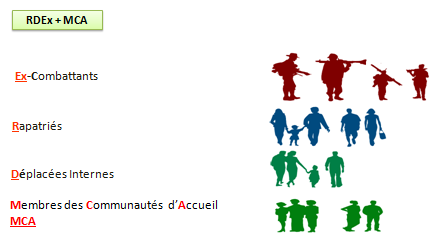 RDEx + MCA
Ex-Combattants
Rapatriés
Déplacées Internes
Membres des Communautés d'Accueil
MCA